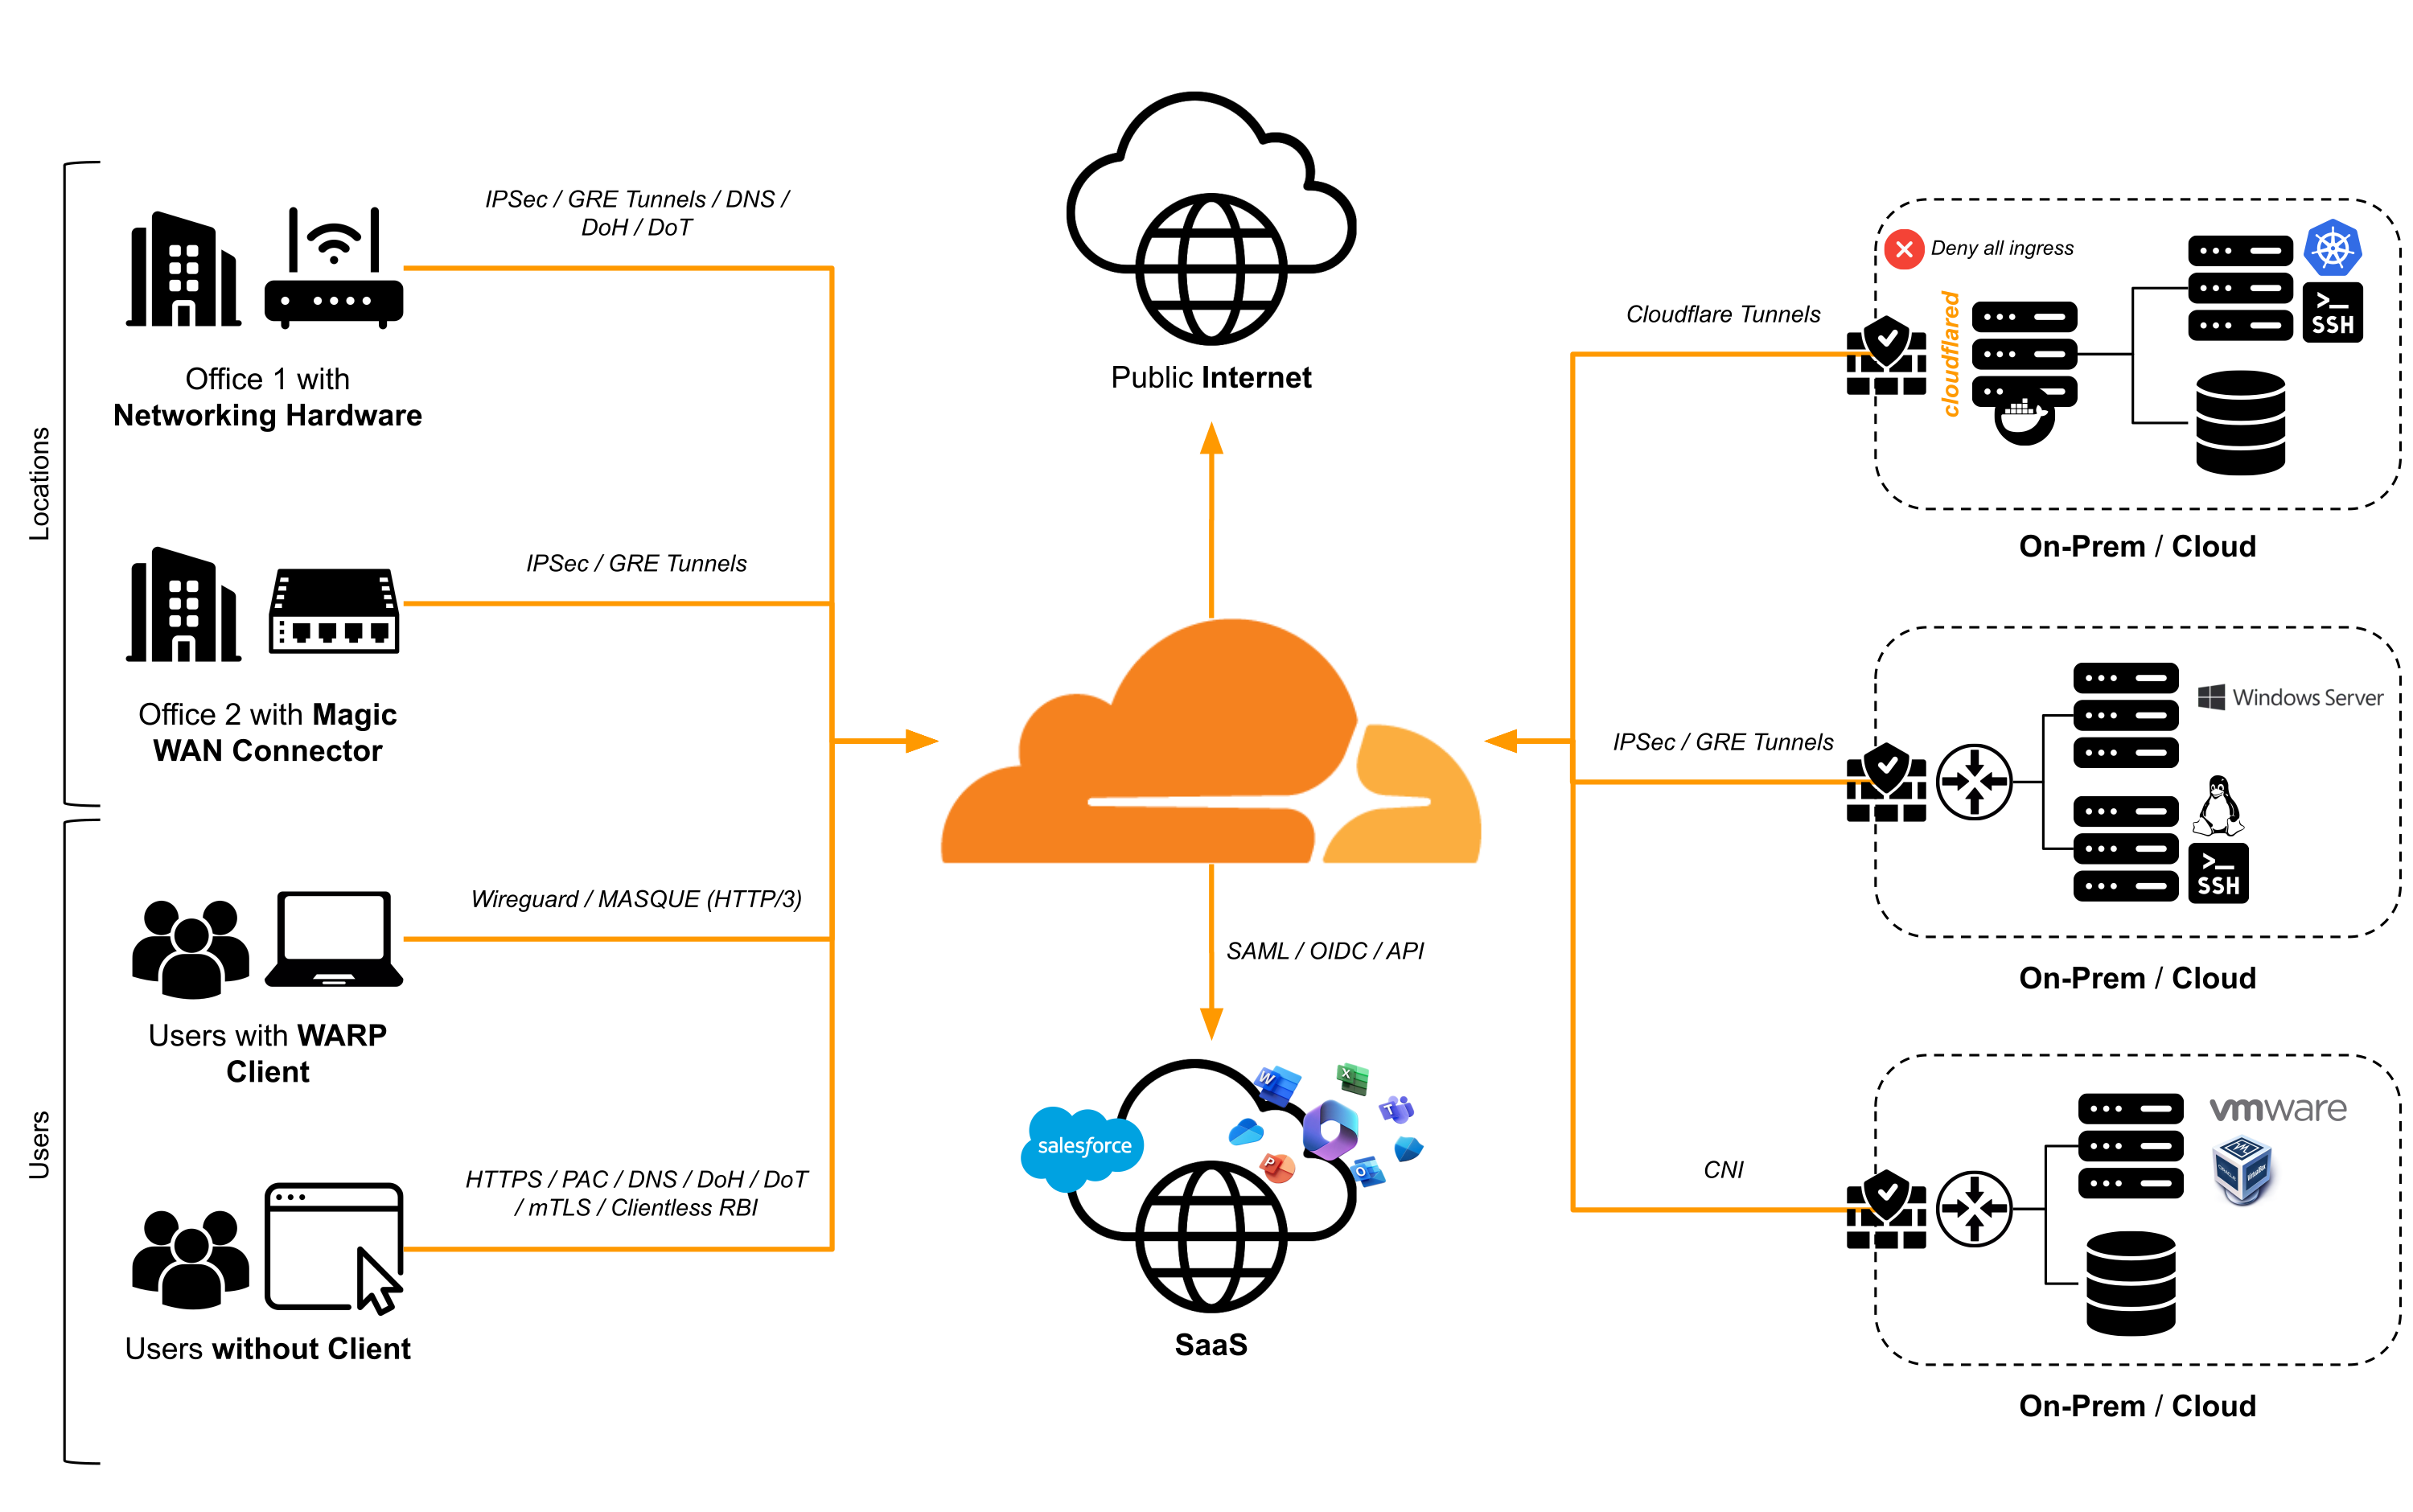 Locations
IPSec / GRE Tunnels / DNS /
DoH / DoT
Office 1 with
Networking Hardware
IPSec / GRE Tunnels
Office 2 with Magic
WAN Connector
Users
Wireguard / MASQUE (HTTP/3)
Users with WARP
Client
HTTPS / PAC / DNS / DoH / DoT
/ mTLS / Clientless RBI
Users without Client
Public Internet
SAML / OIDC / API
salesforce
W
X
T
P
O
SaaS
Cloudflare Tunnels
Deny all ingress
cloudflared
>_
SSH
On-Prem / Cloud
IPSec / GRE Tunnels
Windows Server
>_
SSH
On-Prem / Cloud
CNI
vmware
On-Prem / Cloud